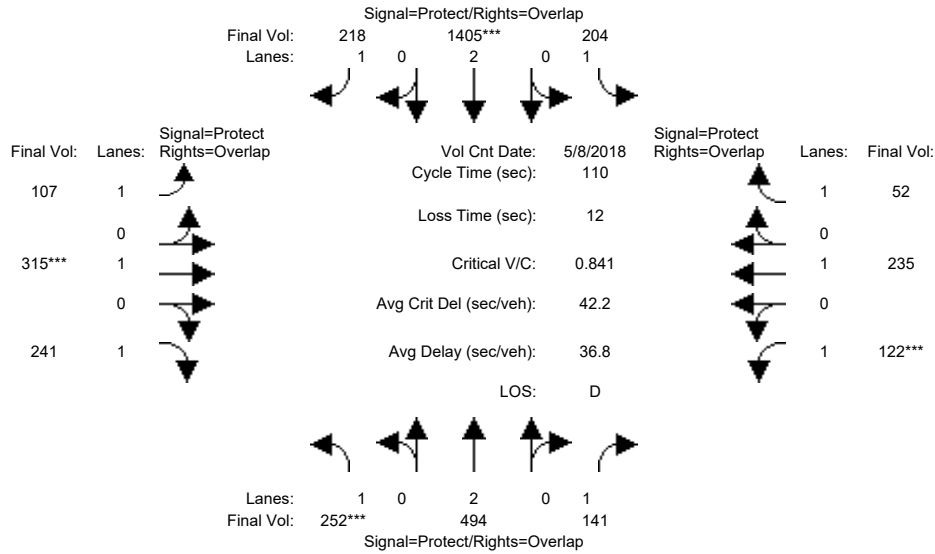 Signal=Protect/Rights=Overlap
Final Vol: 218 1405*** 204
Lanes: 1 0 2 0 1
Signal=Protect Signal=Protect
Final Vol: Lanes: Rights=Overlap Vol Cnt Date: 5/8/2018 Rights=Overlap Lanes: Final Vol:
Cycle Time (sec): 110
107 1 1 52
Loss Time (sec): 12
0 0
315*** 1 Critical V/C: 0.841 1 235
0 Avg Crit Del (sec/veh): 42.2 0
241 1 Avg Delay (sec/veh): 36.8 1 122***
LOS: D
Lanes: 1 0 2 0 1
Final Vol: 252*** 494 141
Signal=Protect/Rights=Overlap